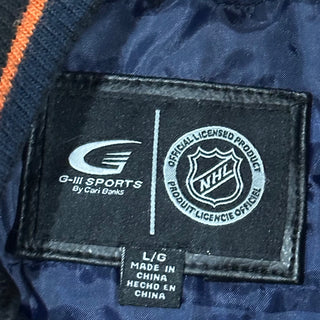 G-III SPORTS
By Carl Banks
OFFICIAL LICENSED PRODUCT
NHL
PRODUIT LICENCIÉ OFFICIEL
L/G
MADE IN
CHINA
HECHO EN
CHINA